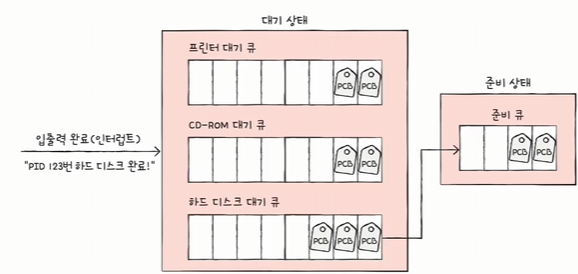 대기 상태
프린터 대기 큐
PCB PCB
CD-ROM 대기 큐
PCB PCB
하드 디스크 대기 큐
PCB PCB PCB
입출력 완료(인터럽트)
"PID 123번 하드 디스크 완료!"
준비 상태
준비 큐
PCB PCB